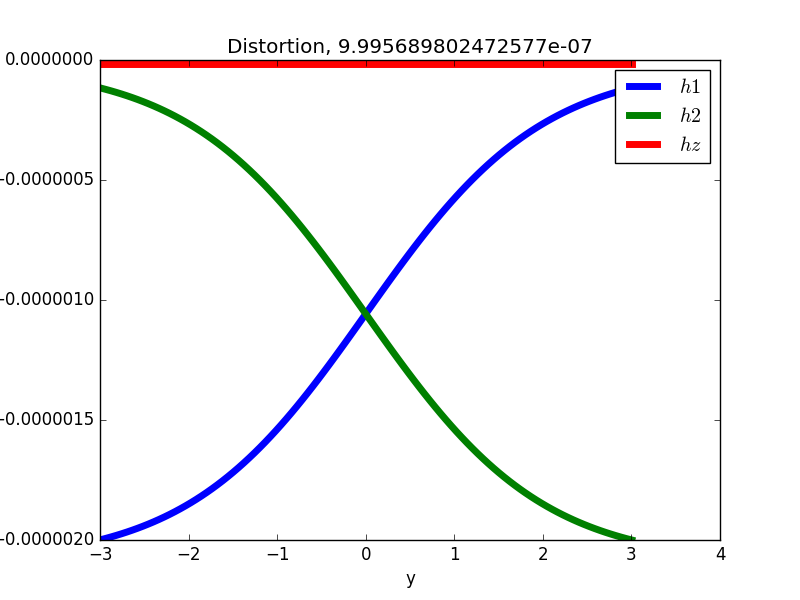 Distortion, 9.995689802472577e-07
0.0000000
-0.0000005
-0.0000010
-0.0000015
-0.0000020
h1
h2
hz
−3 −2 −1 0 1 2 3 4
y